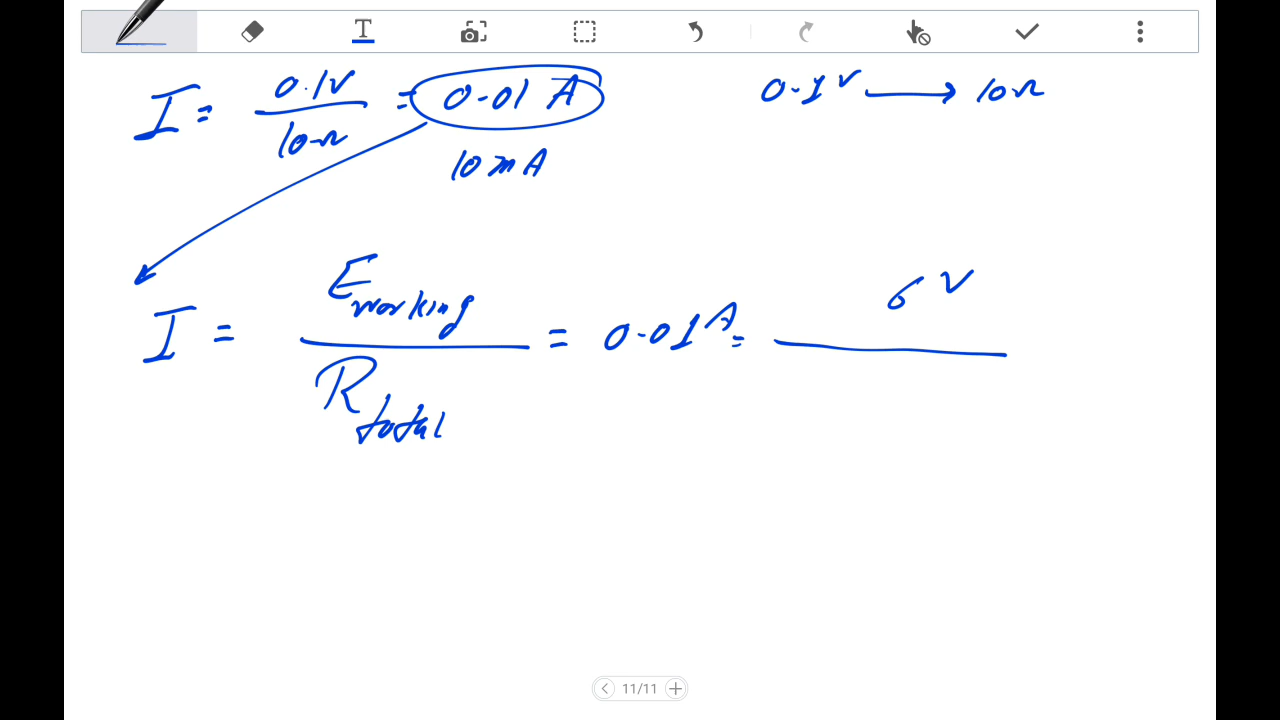 T
I = 0.1V / 10Ω = 0.01 A
0.1V → 10Ω
10mA
I = E working / R total = 0.01A = 6V
11/11